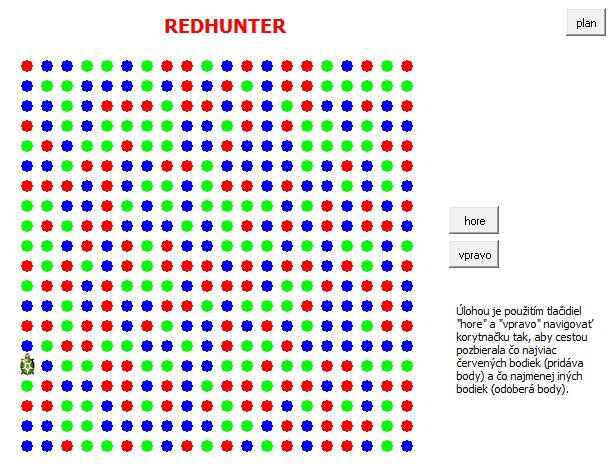 REDHUNTER
plan
hore
vpravo
Úlohou je použitím tlačidiel
"hore" a "vpravo" navigovať
korytnačku tak, aby cestou
pozbierala čo najviac
červených bodiek (pridáva
body) a čo najmenej iných
bodiek (odoberá body).